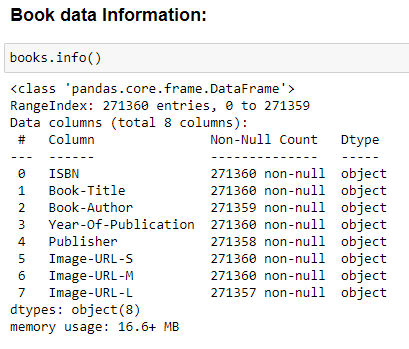 Book data Information:
books.info()
<class 'pandas.core.frame.DataFrame'>
RangeIndex: 271360 entries, 0 to 271359
Data columns (total 8 columns):
 #   Column               Non-Null Count   Dtype
---  ------               --------------   -----
 0   ISBN                 271360 non-null  object
 1   Book-Title           271360 non-null  object
 2   Book-Author          271359 non-null  object
 3   Year-Of-Publication  271360 non-null  object
 4   Publisher            271358 non-null  object
 5   Image-URL-S          271360 non-null  object
 6   Image-URL-M          271360 non-null  object
 7   Image-URL-L          271357 non-null  object
dtypes: object(8)
memory usage: 16.6+ MB